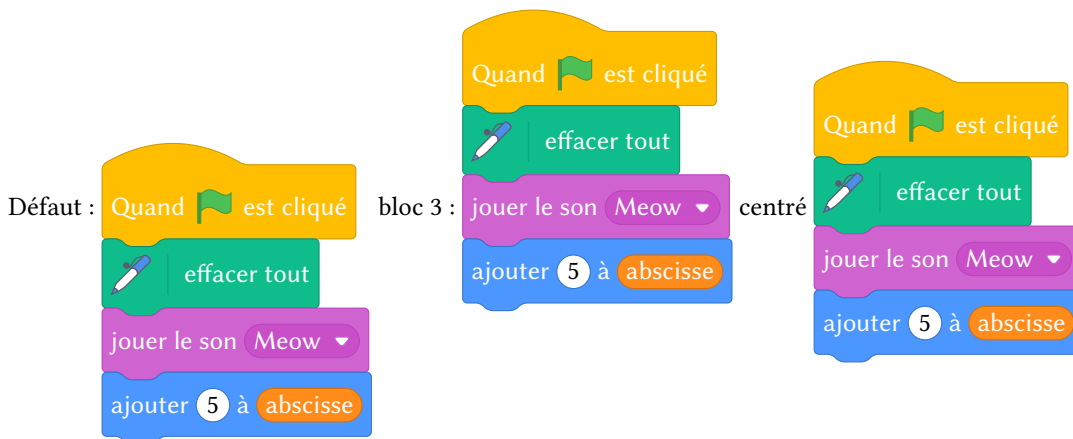 Défaut :
Quand est cliqué
effacer tout
jouer le son Meow
ajouter 5 à abscisse
bloc 3 :
Quand est cliqué
effacer tout
jouer le son Meow
ajouter 5 à abscisse
centré
Quand est cliqué
effacer tout
jouer le son Meow
ajouter 5 à abscisse